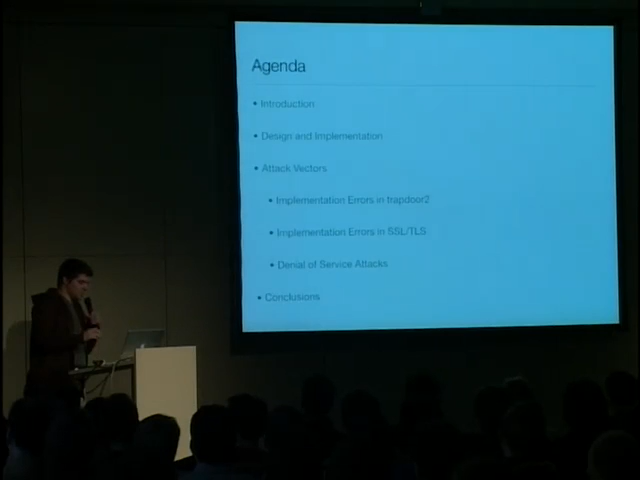 Agenda
• Introduction
• Design and Implementation
• Attack Vectors
• Implementation Errors in trapdoor2
• Implementation Errors in SSL/TLS
• Denial of Service Attacks
• Conclusions